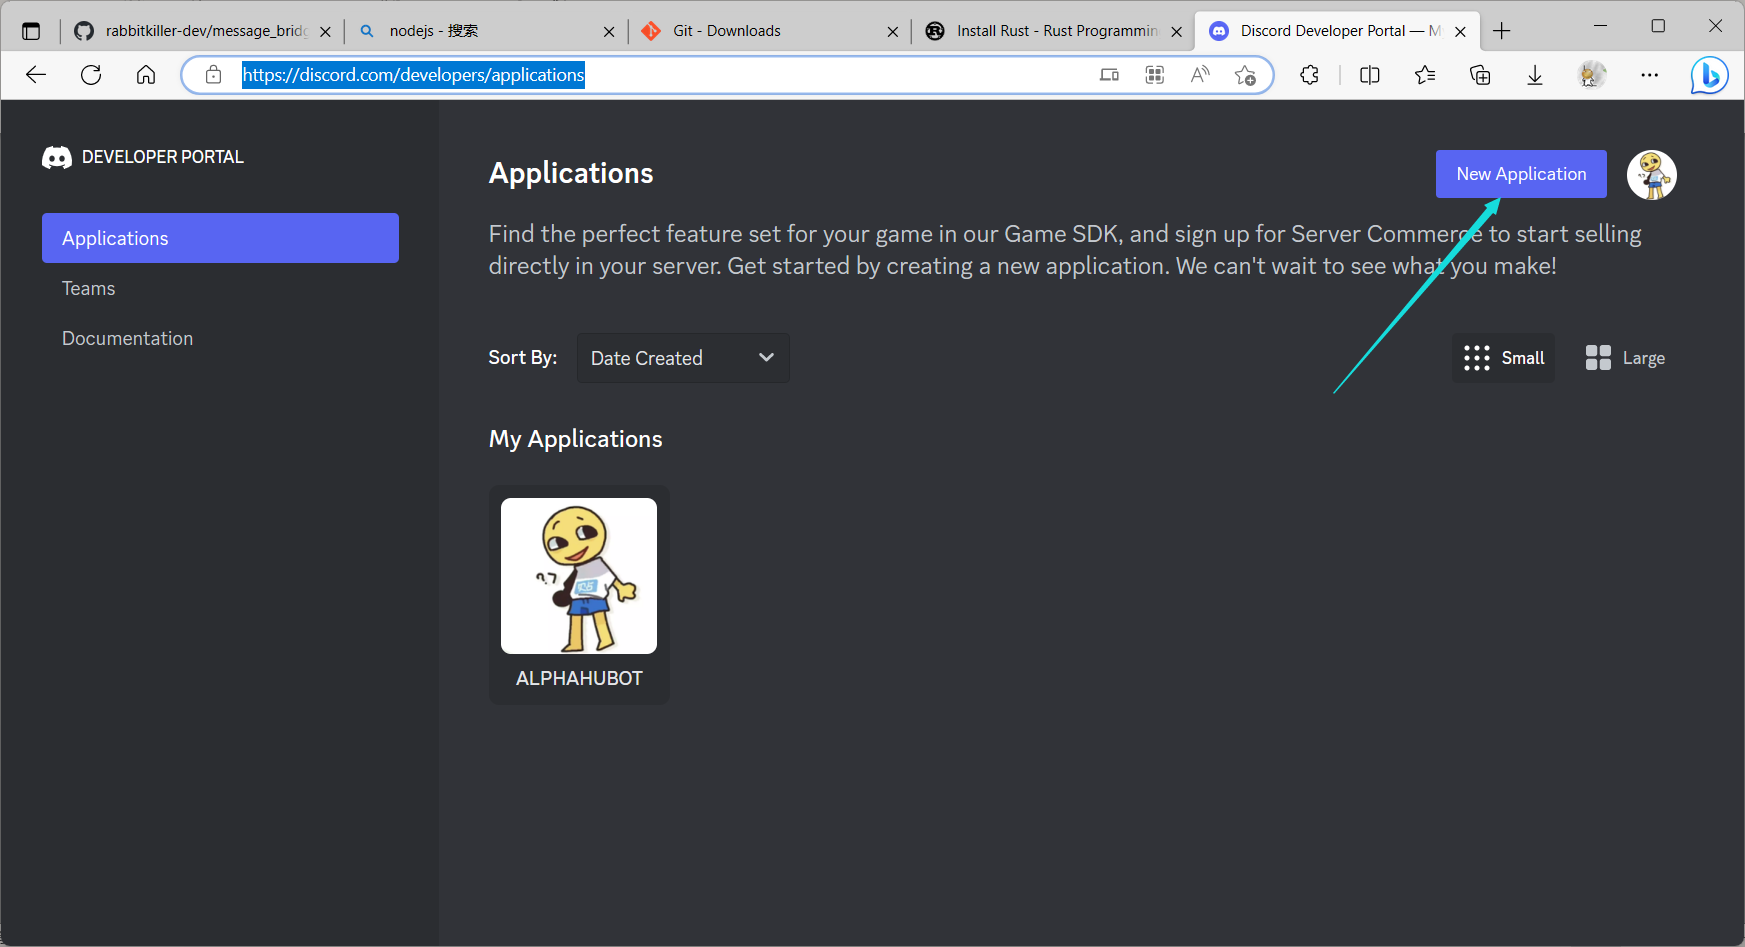 rabbitkiller-dev/message_bridg
nodejs - 搜索
Git - Downloads
Install Rust - Rust Programmin
Discord Developer Portal — M
https://discord.com/developers/applications
DEVELOPER PORTAL
Applications
Teams
Documentation
Applications
New Application
Find the perfect feature set for your game in our Game SDK, and sign up for Server Commerce to start selling
directly in your server. Get started by creating a new application. We can't wait to see what you make!
Sort By:
Date Created
Small
Large
My Applications
??
ALPHAHUBOT